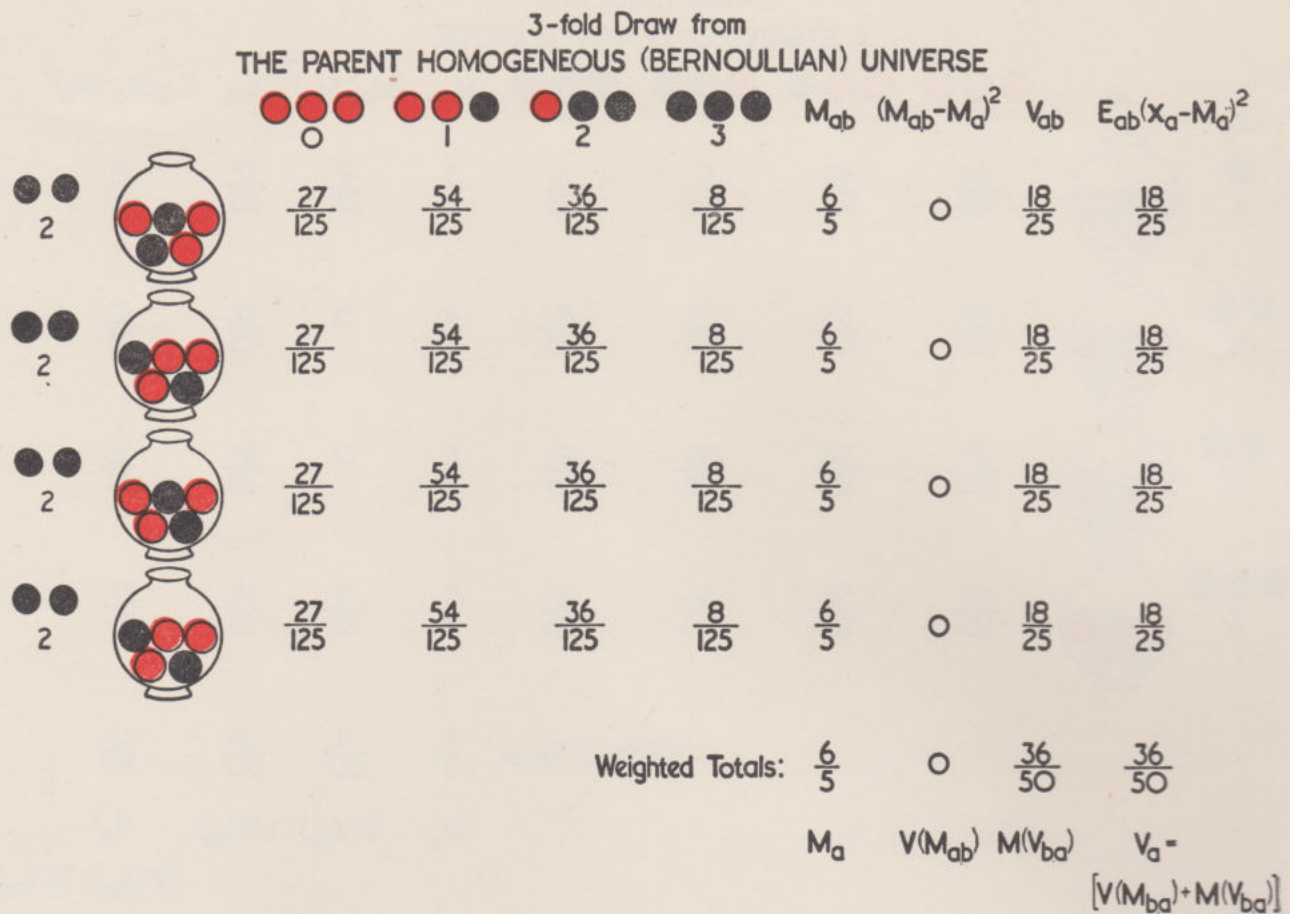 3-fold Draw from
THE PARENT HOMOGENEOUS (BERNOULLIAN) UNIVERSE
0 1 2 3 M_ab (M_ab-M_a)² V_ab E_ab(x_a-M_a)²
2 27/125 54/125 36/125 8/125 6/5 0 18/25 18/25
2 27/125 54/125 36/125 8/125 6/5 0 18/25 18/25
2 27/125 54/125 36/125 8/125 6/5 0 18/25 18/25
2 27/125 54/125 36/125 8/125 6/5 0 18/25 18/25
Weighted Totals: 6/5 0 36/50 36/50
M_a V(M_ab) M(V_ba) V_a =
[V(M_ba)+M(V_ba)]